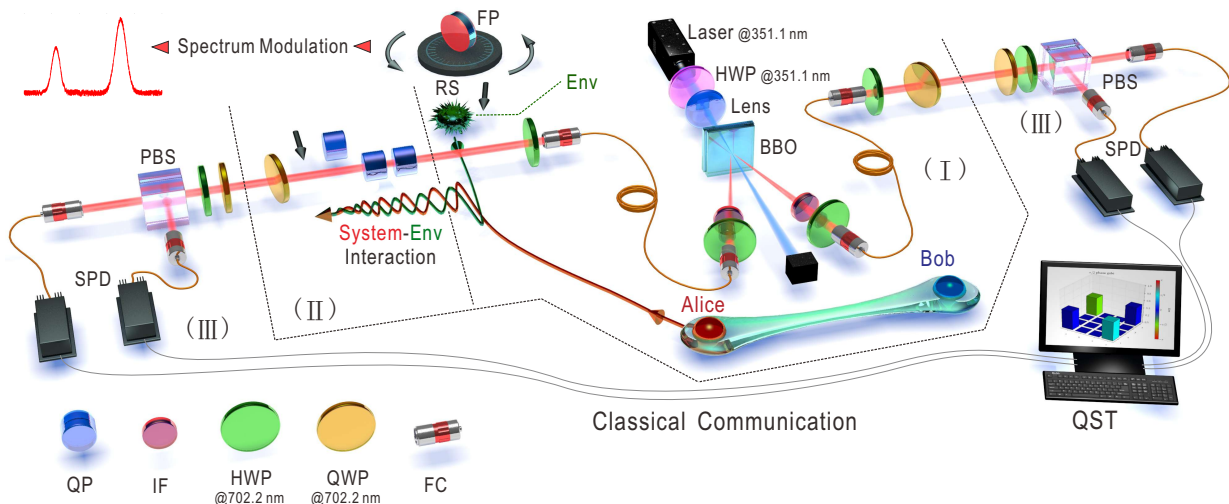 FP
Spectrum Modulation
RS
Env
Laser @351.1 nm
HWP @351.1 nm
Lens
BBO
PBS
(Ⅲ)
SPD
(Ⅰ)
PBS
System-Env
Interaction
SPD
(Ⅱ)
(Ⅲ)
Bob
Alice
Classical Communication
QST
QP
IF
HWP
@702.2 nm
QWP
@702.2 nm
FC